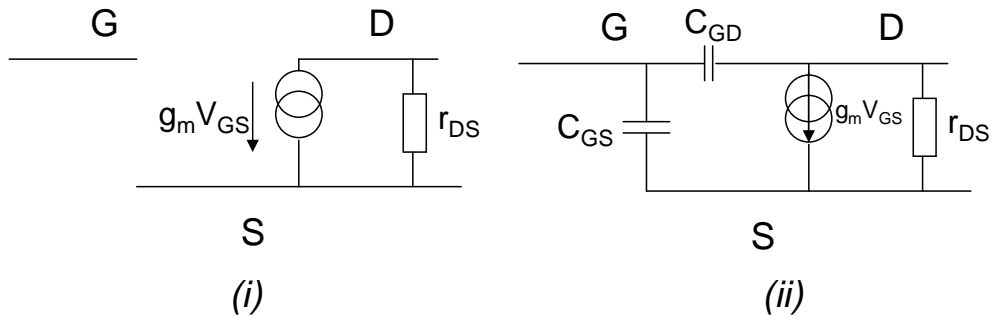 G
D
g_mV_GS
r_DS
S
(i)
G
C_GD
D
C_GS
g_mV_GS
r_DS
S
(ii)